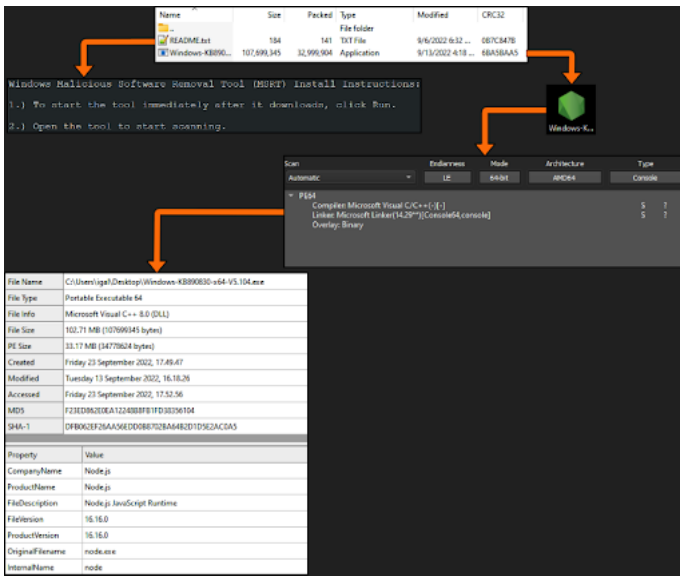 Name Size Packed Type Modified CRC32
.. File folder
README.txt 184 141 TXT File 9/6/2022 6:32 ... 0B7C847B
Windows-KB890... 107,699,345 32,999,904 Application 9/13/2022 4:18 ... 6BA5BAA5
Windows Malicious Software Removal Tool (MSRT) Install Instructions:
1.) To start the tool immediately after it downloads, click Run.
2.) Open the tool to start scanning.
Windows-K...
Scan Endianness Mode Architecture Type
Automatic LE 64-bit AMD64 Console
PE64
Compiler: Microsoft Visual C/C++(-)[-] S ?
Linker: Microsoft Linker(14.29**)[Console64,console] S ?
Overlay: Binary
File Name C:\Users\igal\Desktop\Windows-KB890830-x64-V5.104.exe
File Type Portable Executable 64
File Info Microsoft Visual C++ 8.0 (DLL)
File Size 102.71 MB (107699345 bytes)
PE Size 33.17 MB (34778624 bytes)
Created Friday 23 September 2022, 17.49.47
Modified Tuesday 13 September 2022, 16.18.26
Accessed Friday 23 September 2022, 17.52.56
MD5
SHA-1
Property Value
CompanyName Node.js
ProductName Node.js
FileDescription Node.js JavaScript Runtime
FileVersion 16.16.0
ProductVersion 16.16.0
OriginalFilename node.exe
InternalName node